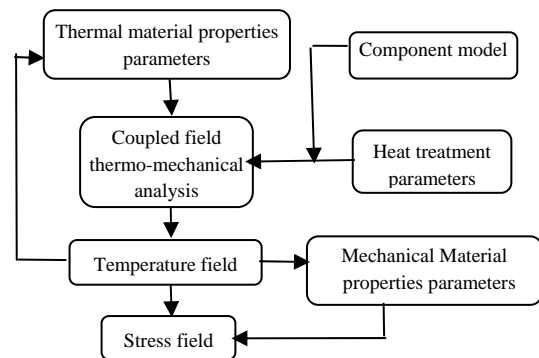 Thermal material properties
parameters
Component model
Coupled field
thermo-mechanical
analysis
Heat treatment
parameters
Temperature field
Mechanical Material
properties parameters
Stress field